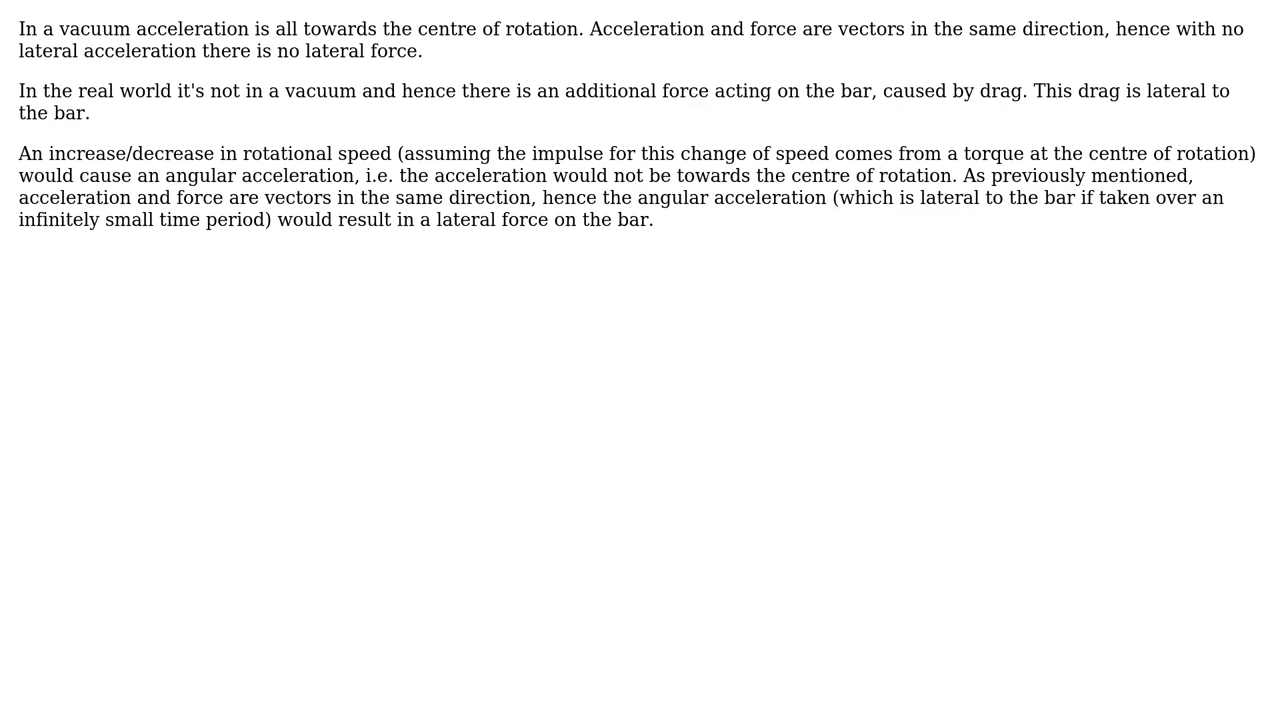 In a vacuum acceleration is all towards the centre of rotation. Acceleration and force are vectors in the same direction, hence with no
lateral acceleration there is no lateral force.
In the real world it's not in a vacuum and hence there is an additional force acting on the bar, caused by drag. This drag is lateral to
the bar.
An increase/decrease in rotational speed (assuming the impulse for this change of speed comes from a torque at the centre of rotation)
would cause an angular acceleration, i.e. the acceleration would not be towards the centre of rotation. As previously mentioned,
acceleration and force are vectors in the same direction, hence the angular acceleration (which is lateral to the bar if taken over an
infinitely small time period) would result in a lateral force on the bar.